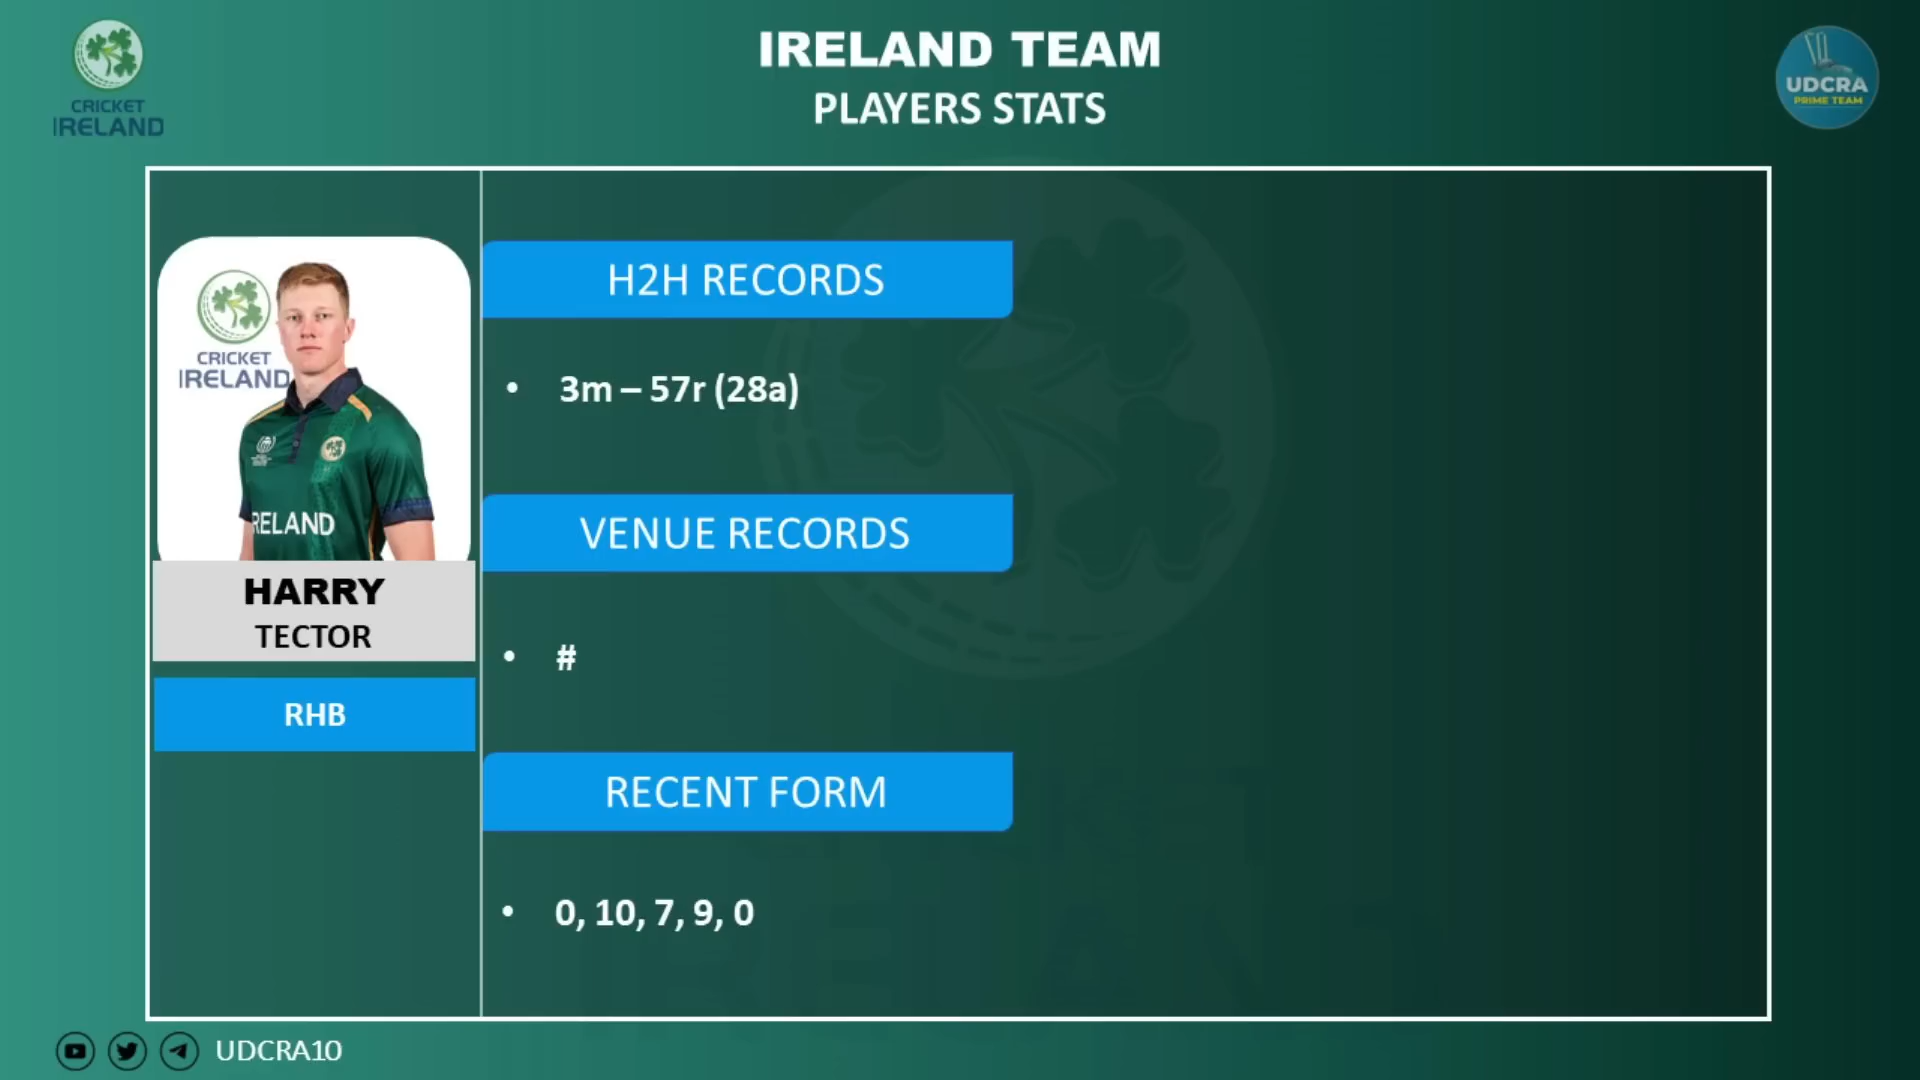 CRICKET
IRELAND
IRELAND TEAM
PLAYERS STATS
UDCRA
PRIME TEAM
CRICKET
IRELAND
IRELAND
HARRY
TECTOR
RHB
H2H RECORDS
• 3m – 57r (28a)
VENUE RECORDS
• #
RECENT FORM
• 0, 10, 7, 9, 0
UDCRA10